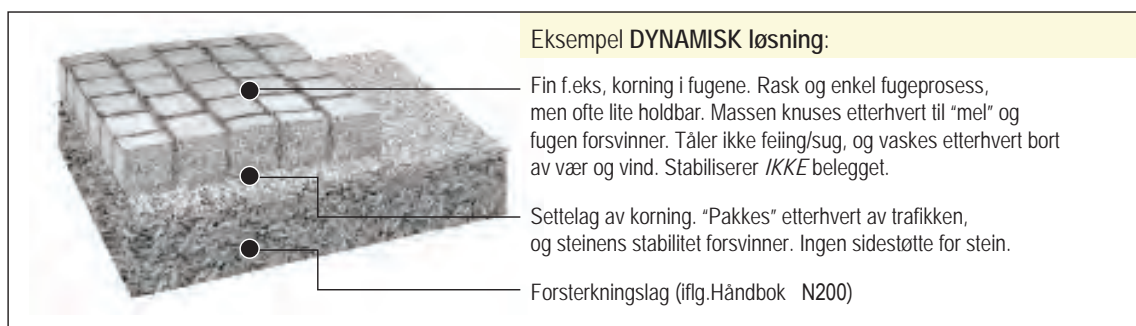 Eksempel DYNAMISK løsning:
Fin f.eks, korning i fugene. Rask og enkel fugeprosess,
men ofte lite holdbar. Massen knuses etterhvert til "mel" og
fugen forsvinner. Tåler ikke feiing/sug, og vaskes etterhvert bort
av vær og vind. Stabiliserer IKKE belegget.
Settelag av korning. "Pakkes" etterhvert av trafikken,
og steinens stabilitet forsvinner. Ingen sidestøtte for stein.
Forsterkningslag (iflg.Håndbok N200)